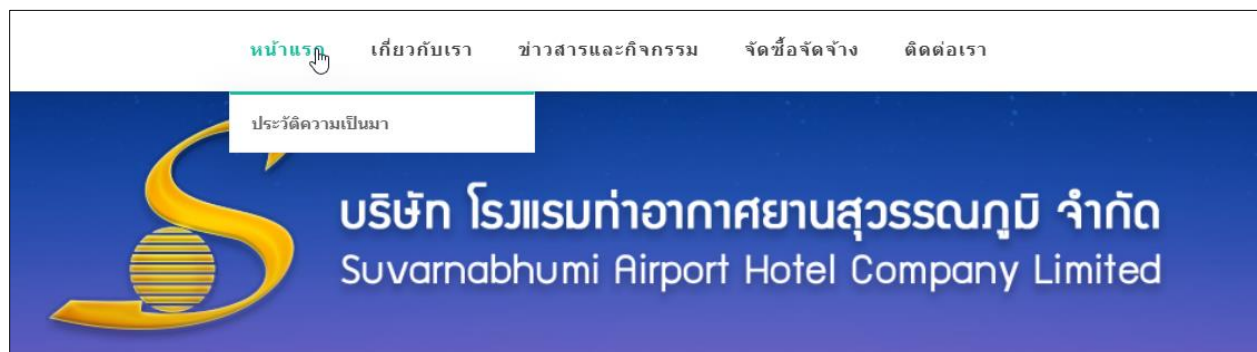 หน้าแรก เกี่ยวกับเรา ข่าวสารและกิจกรรม จัดซื้อจัดจ้าง ติดต่อเรา
ประวัติความเป็นมา
บริษัท โรงแรมท่าอากาศยานสุวรรณภูมิ จำกัด
Suvarnabhumi Airport Hotel Company Limited